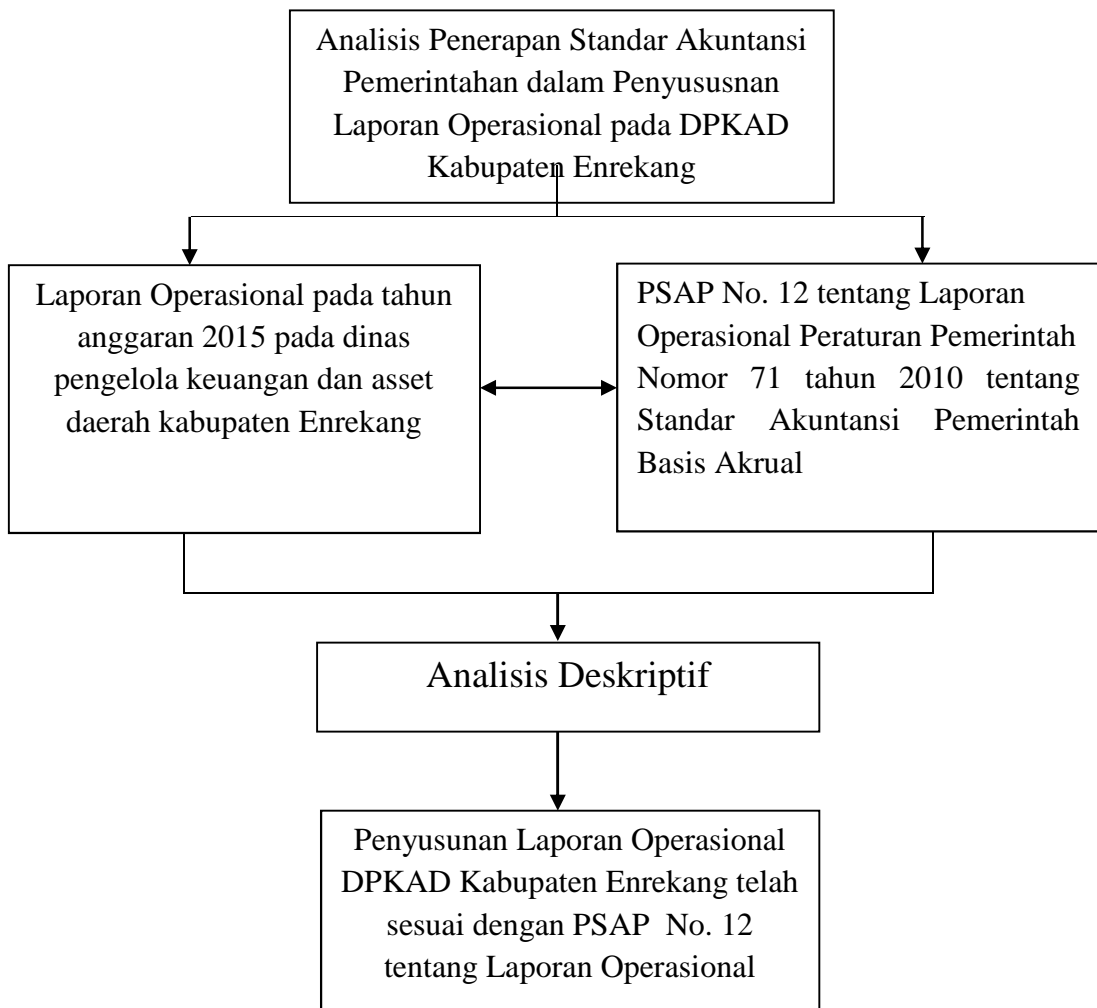 Analisis Penerapan Standar Akuntansi
Pemerintahan dalam Penyususnan
Laporan Operasional pada DPKAD
Kabupaten Enrekang
Laporan Operasional pada tahun
anggaran 2015 pada dinas
pengelola keuangan dan asset
daerah kabupaten Enrekang
PSAP No. 12 tentang Laporan
Operasional Peraturan Pemerintah
Nomor 71 tahun 2010 tentang
Standar Akuntansi Pemerintah
Basis Akrual
Analisis Deskriptif
Penyusunan Laporan Operasional
DPKAD Kabupaten Enrekang telah
sesuai dengan PSAP No. 12
tentang Laporan Operasional